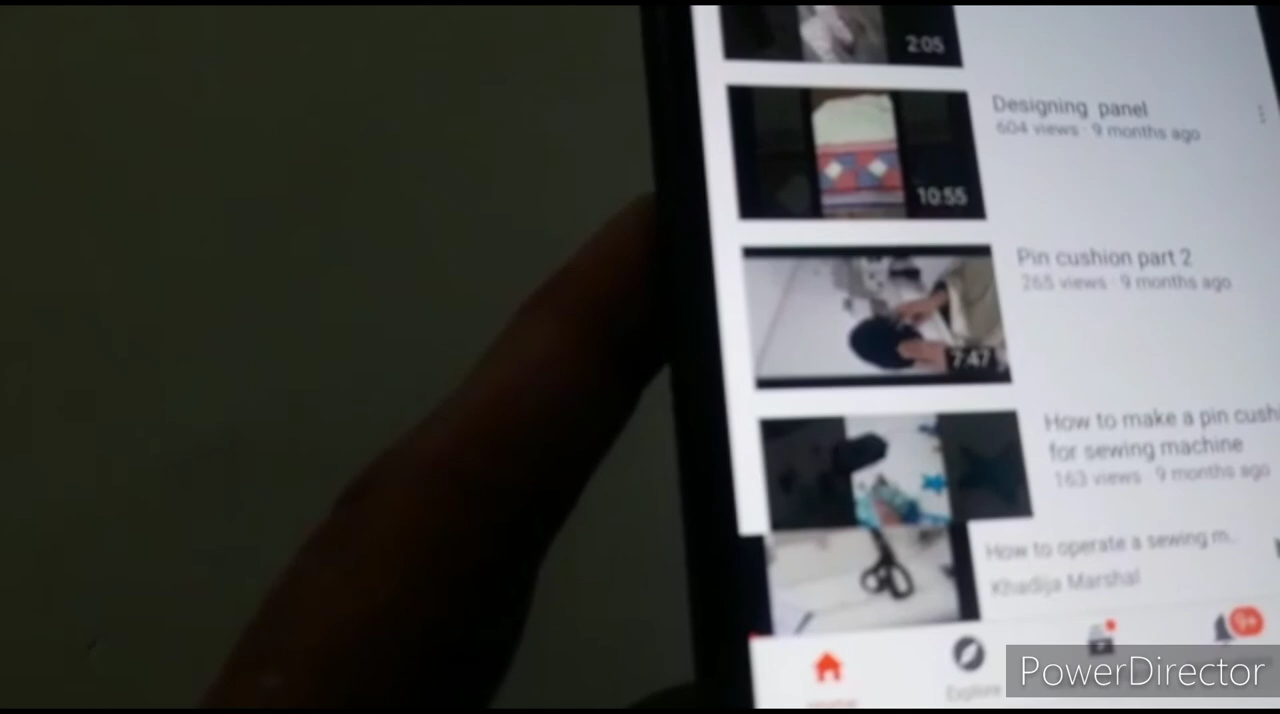 2:05
Designing panel
604 views · 9 months ago
10:55
Pin cushion part 2
265 views · 9 months ago
7:47
How to make a pin cush
for sewing machine
163 views · 9 months ago
How to operate a sewing m..
Khadija Marshal
9+
Home
Explore
PowerDirector